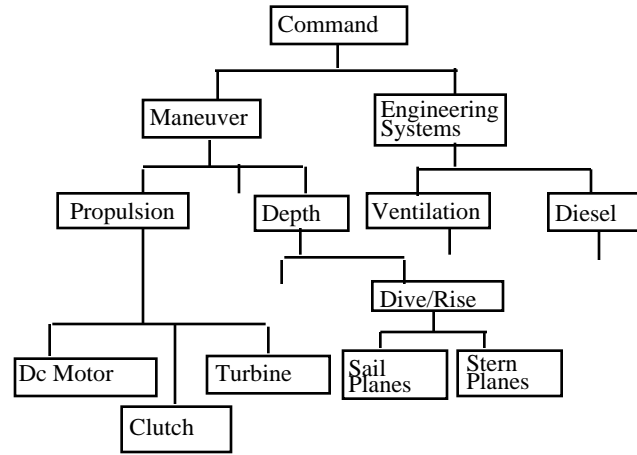 Command
Maneuver
Engineering
Systems
Propulsion
Depth
Ventilation
Diesel
Dive/Rise
Dc Motor
Turbine
Sail
Planes
Stern
Planes
Clutch